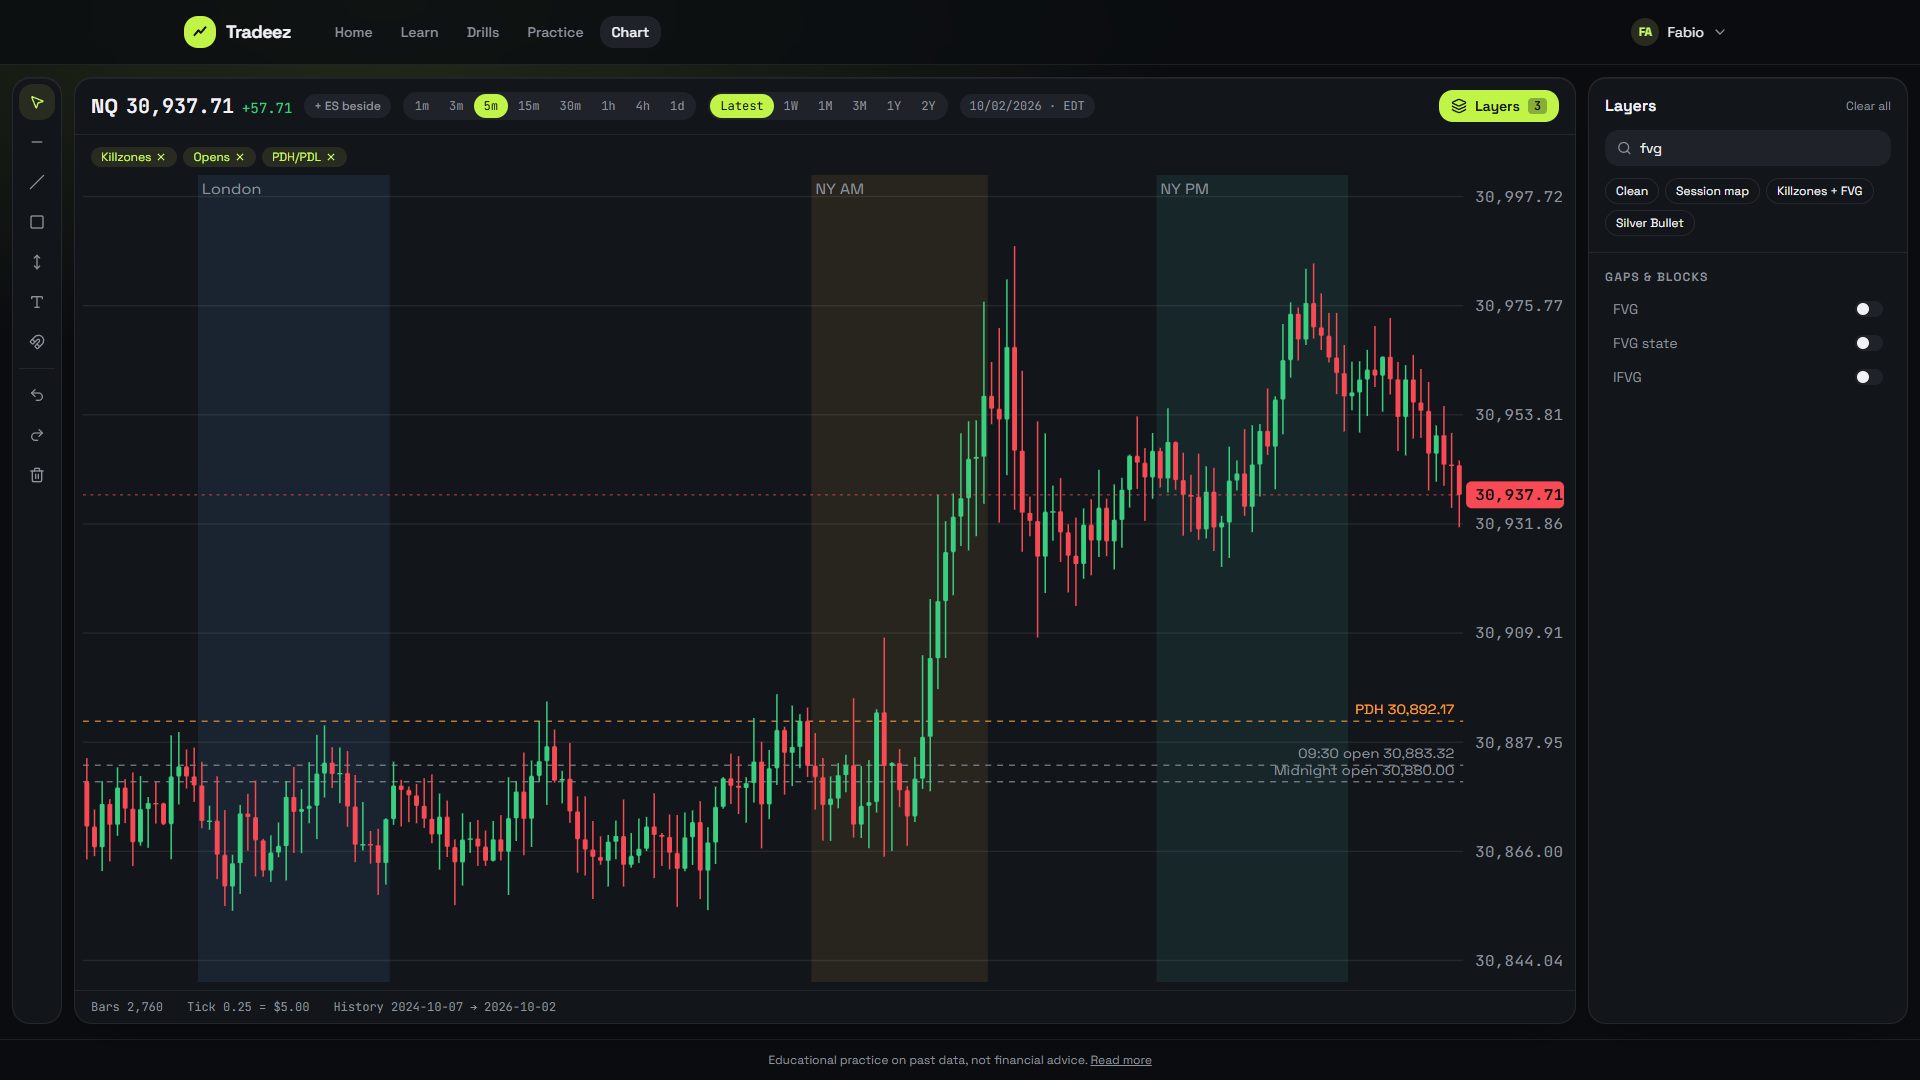 Tradeez Home Learn Drills Practice Chart FA Fabio
NQ 30,937.71 +57.71 + ES beside 1m 3m 5m 15m 30m 1h 4h 1d Latest 1W 1M 3M 1Y 2Y 10/02/2026 · EDT Layers 3
Killzones × Opens × PDH/PDL ×
London NY AM NY PM
30,997.72
30,975.77
30,953.81
30,937.71
30,931.86
30,909.91
PDH 30,892.17
30,887.95
09:30 open 30,883.32
Midnight open 30,880.00
30,866.00
30,844.04
Bars 2,760 Tick 0.25 = $5.00 History 2024-10-07 → 2026-10-02
Layers Clear all
fvg
Clean Session map Killzones + FVG
Silver Bullet
GAPS & BLOCKS
FVG
FVG state
IFVG
Educational practice on past data, not financial advice. Read more